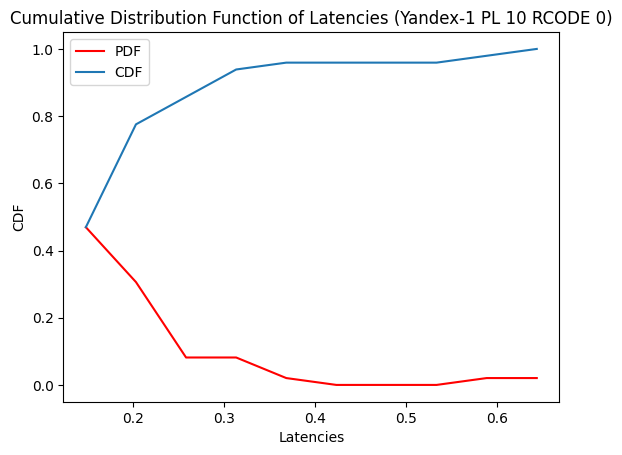 Cumulative Distribution Function of Latencies (Yandex-1 PL 10 RCODE 0)
PDF
CDF
1.0
0.8
0.6
0.4
0.2
0.0
CDF
0.2 0.3 0.4 0.5 0.6
Latencies